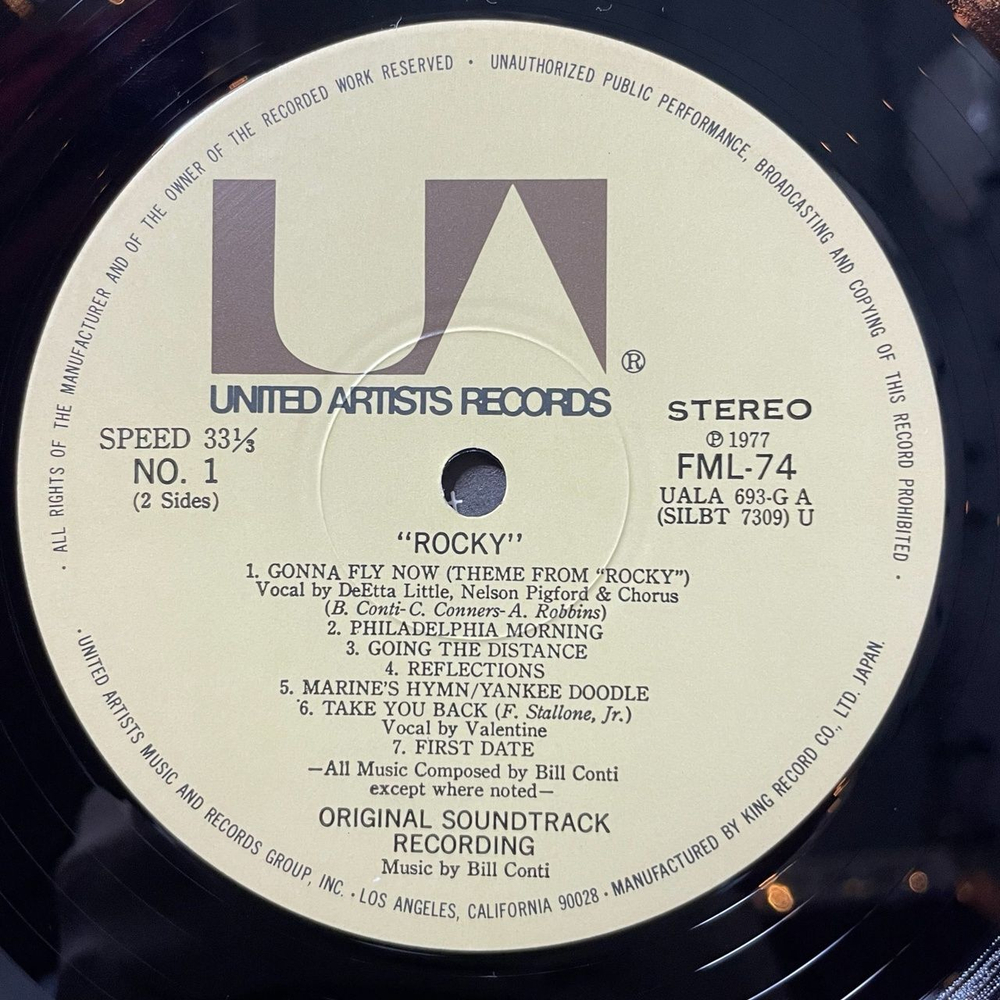 ALL RIGHTS OF THE MANUFACTURER AND OF THE OWNER OF THE RECORDED WORK RESERVED · UNAUTHORIZED PUBLIC PERFORMANCE, BROADCASTING AND COPYING OF THIS RECORD PROHIBITED ·
UA ®
UNITED ARTISTS RECORDS
SPEED 33⅓
NO. 1
(2 Sides)
STEREO
℗ 1977
FML-74
UALA 693-G A
(SILBT 7309) U
“ROCKY”
1. GONNA FLY NOW (THEME FROM “ROCKY”)
Vocal by DeEtta Little, Nelson Pigford & Chorus
(B. Conti-C. Conners-A. Robbins)
2. PHILADELPHIA MORNING
3. GOING THE DISTANCE
4. REFLECTIONS
5. MARINE'S HYMN/YANKEE DOODLE
6. TAKE YOU BACK (F. Stallone, Jr.)
Vocal by Valentine
7. FIRST DATE
—All Music Composed by Bill Conti
except where noted—
ORIGINAL SOUNDTRACK
RECORDING
Music by Bill Conti
· UNITED ARTISTS MUSIC AND RECORDS GROUP, INC. · LOS ANGELES, CALIFORNIA 90028 · MANUFACTURED BY KING RECORD CO., LTD. JAPAN.